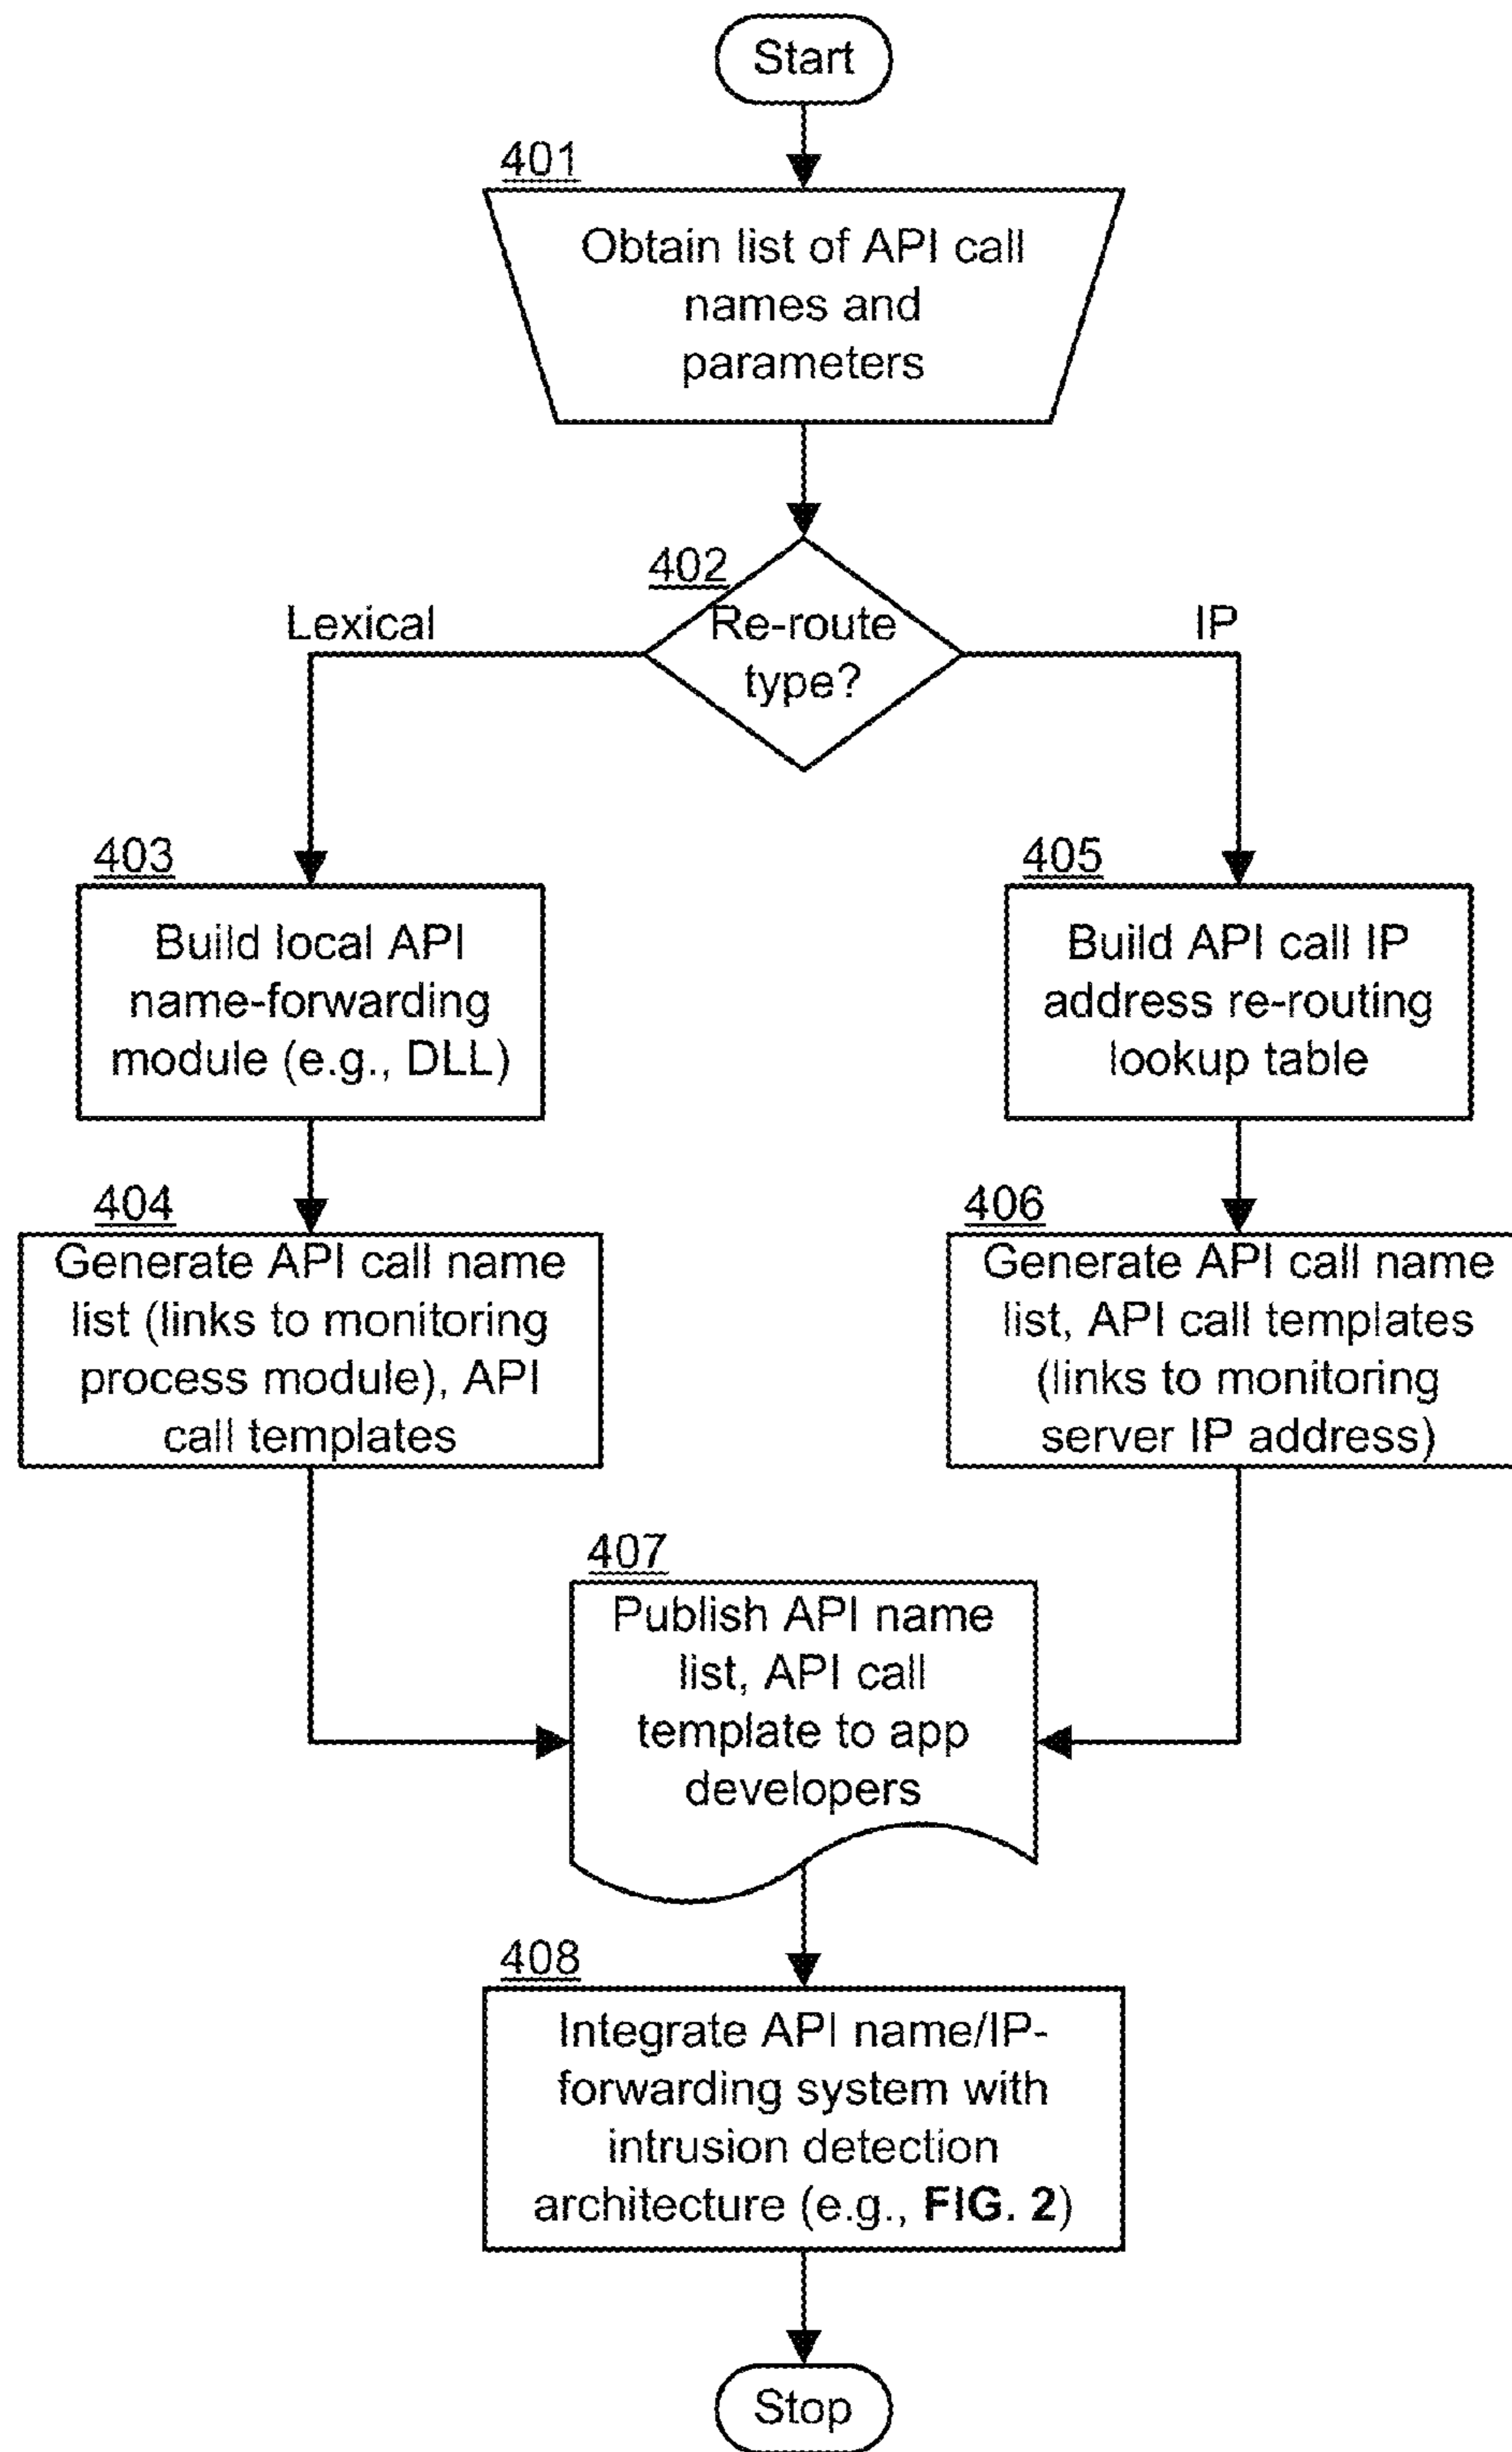 Start
401
Obtain list of API call
names and
parameters
402
Lexical
Re-route
type?
IP
403
Build local API
name-forwarding
module (e.g., DLL)
404
Generate API call name
list (links to monitoring
process module), API
call templates
405
Build API call IP
address re-routing
lookup table
406
Generate API call name
list, API call templates
(links to monitoring
server IP address)
407
Publish API name
list, API call
template to app
developers
408
Integrate API name/IP-
forwarding system with
intrusion detection
architecture (e.g., FIG. 2)
Stop